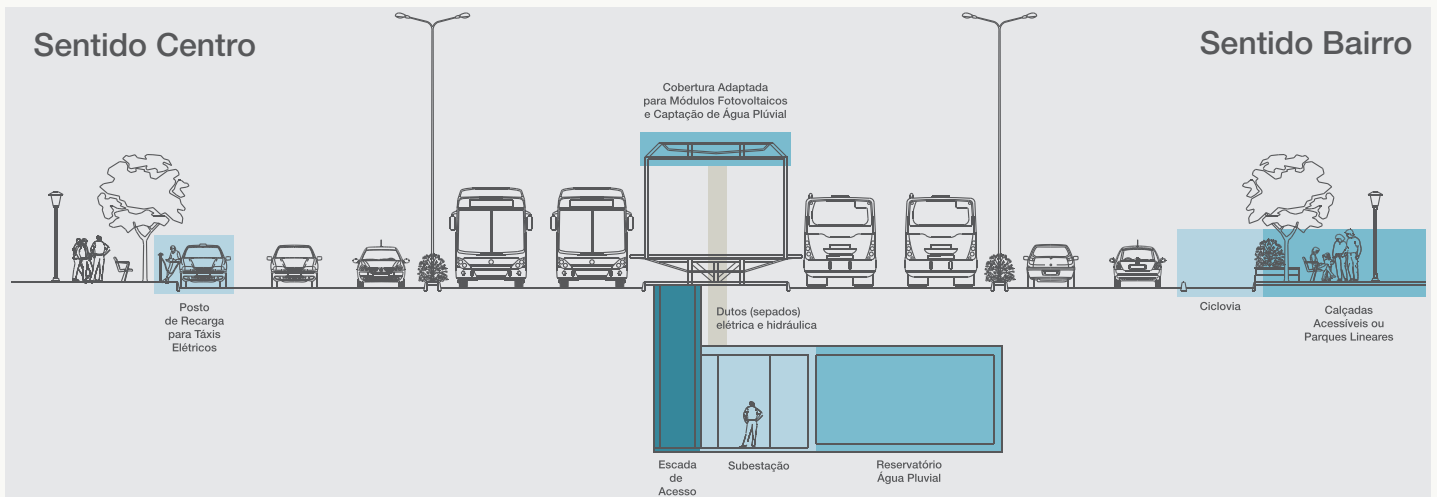 Sentido Centro
Sentido Bairro
Cobertura Adaptada
para Módulos Fotovoltaicos
e Captação de Água Plúvial
Posto
de Recarga
para Táxis
Elétricos
Dutos (sepados)
elétrica e hidráulica
Ciclovia
Calçadas
Acessíveis ou
Parques Lineares
Escada
de
Acesso
Subestação
Reservatório
Água Pluvial